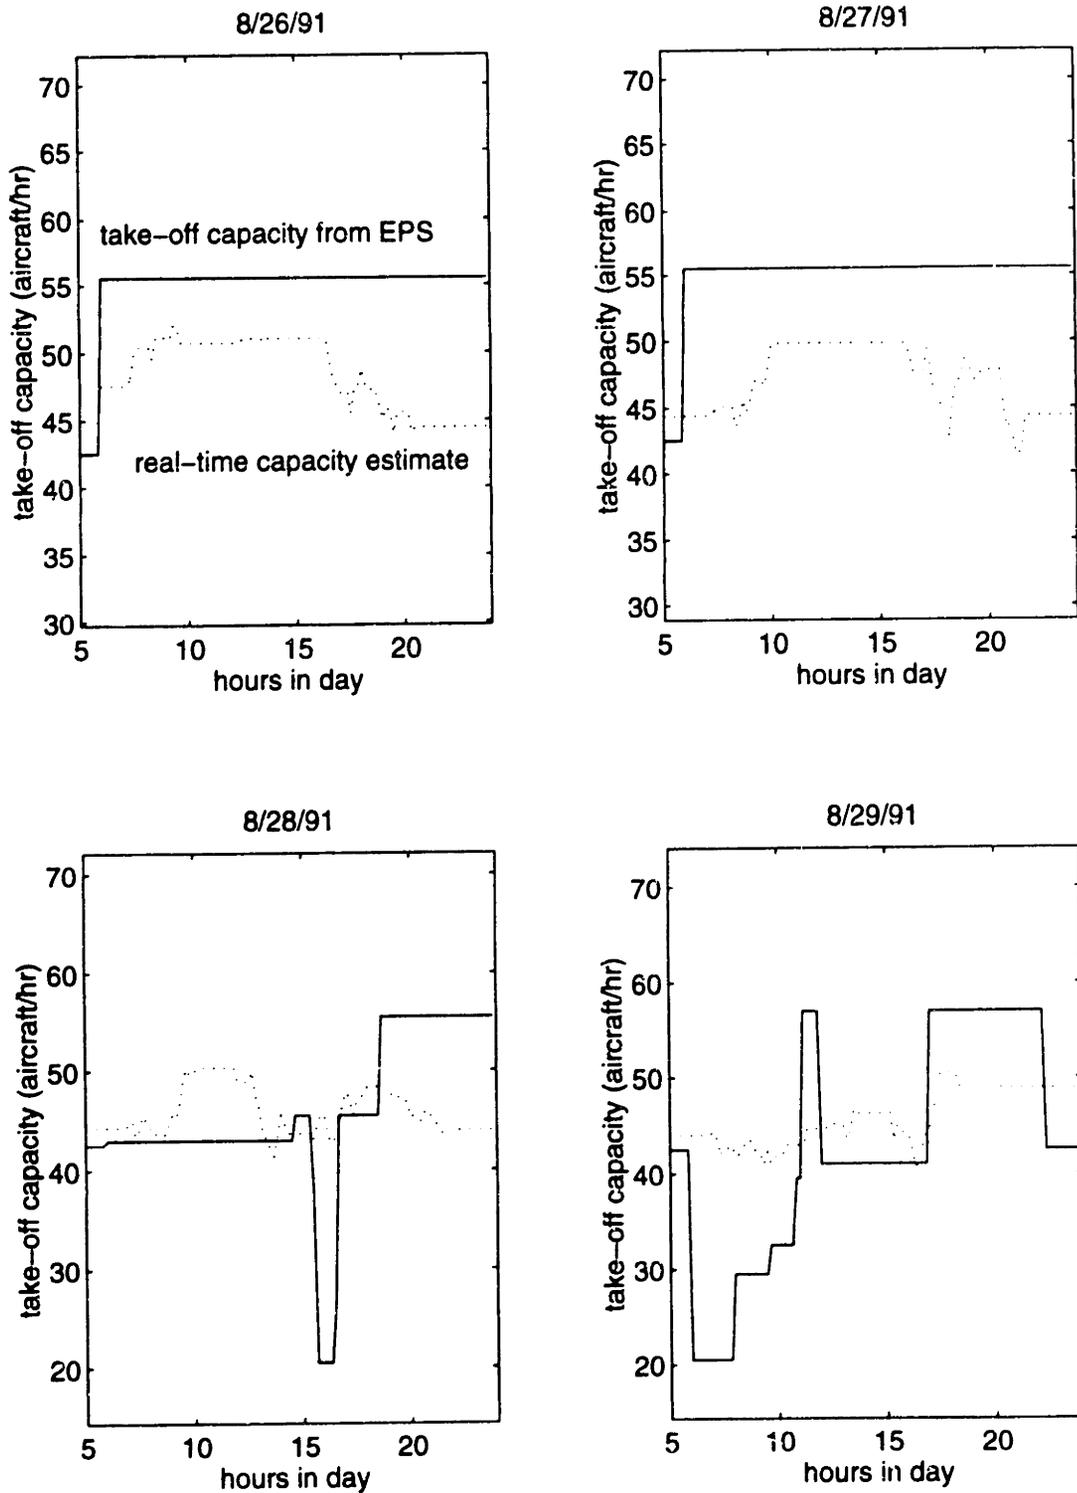 8/26/91
70
65
60
55
50
45
40
35
30
take-off capacity (aircraft/hr)
take-off capacity from EPS
real-time capacity estimate
5 10 15 20
hours in day
8/27/91
70
65
60
55
50
45
40
35
30
take-off capacity (aircraft/hr)
5 10 15 20
hours in day
8/28/91
70
60
50
40
30
20
take-off capacity (aircraft/hr)
5 10 15 20
hours in day
8/29/91
70
60
50
40
30
20
take-off capacity (aircraft/hr)
5 10 15 20
hours in day